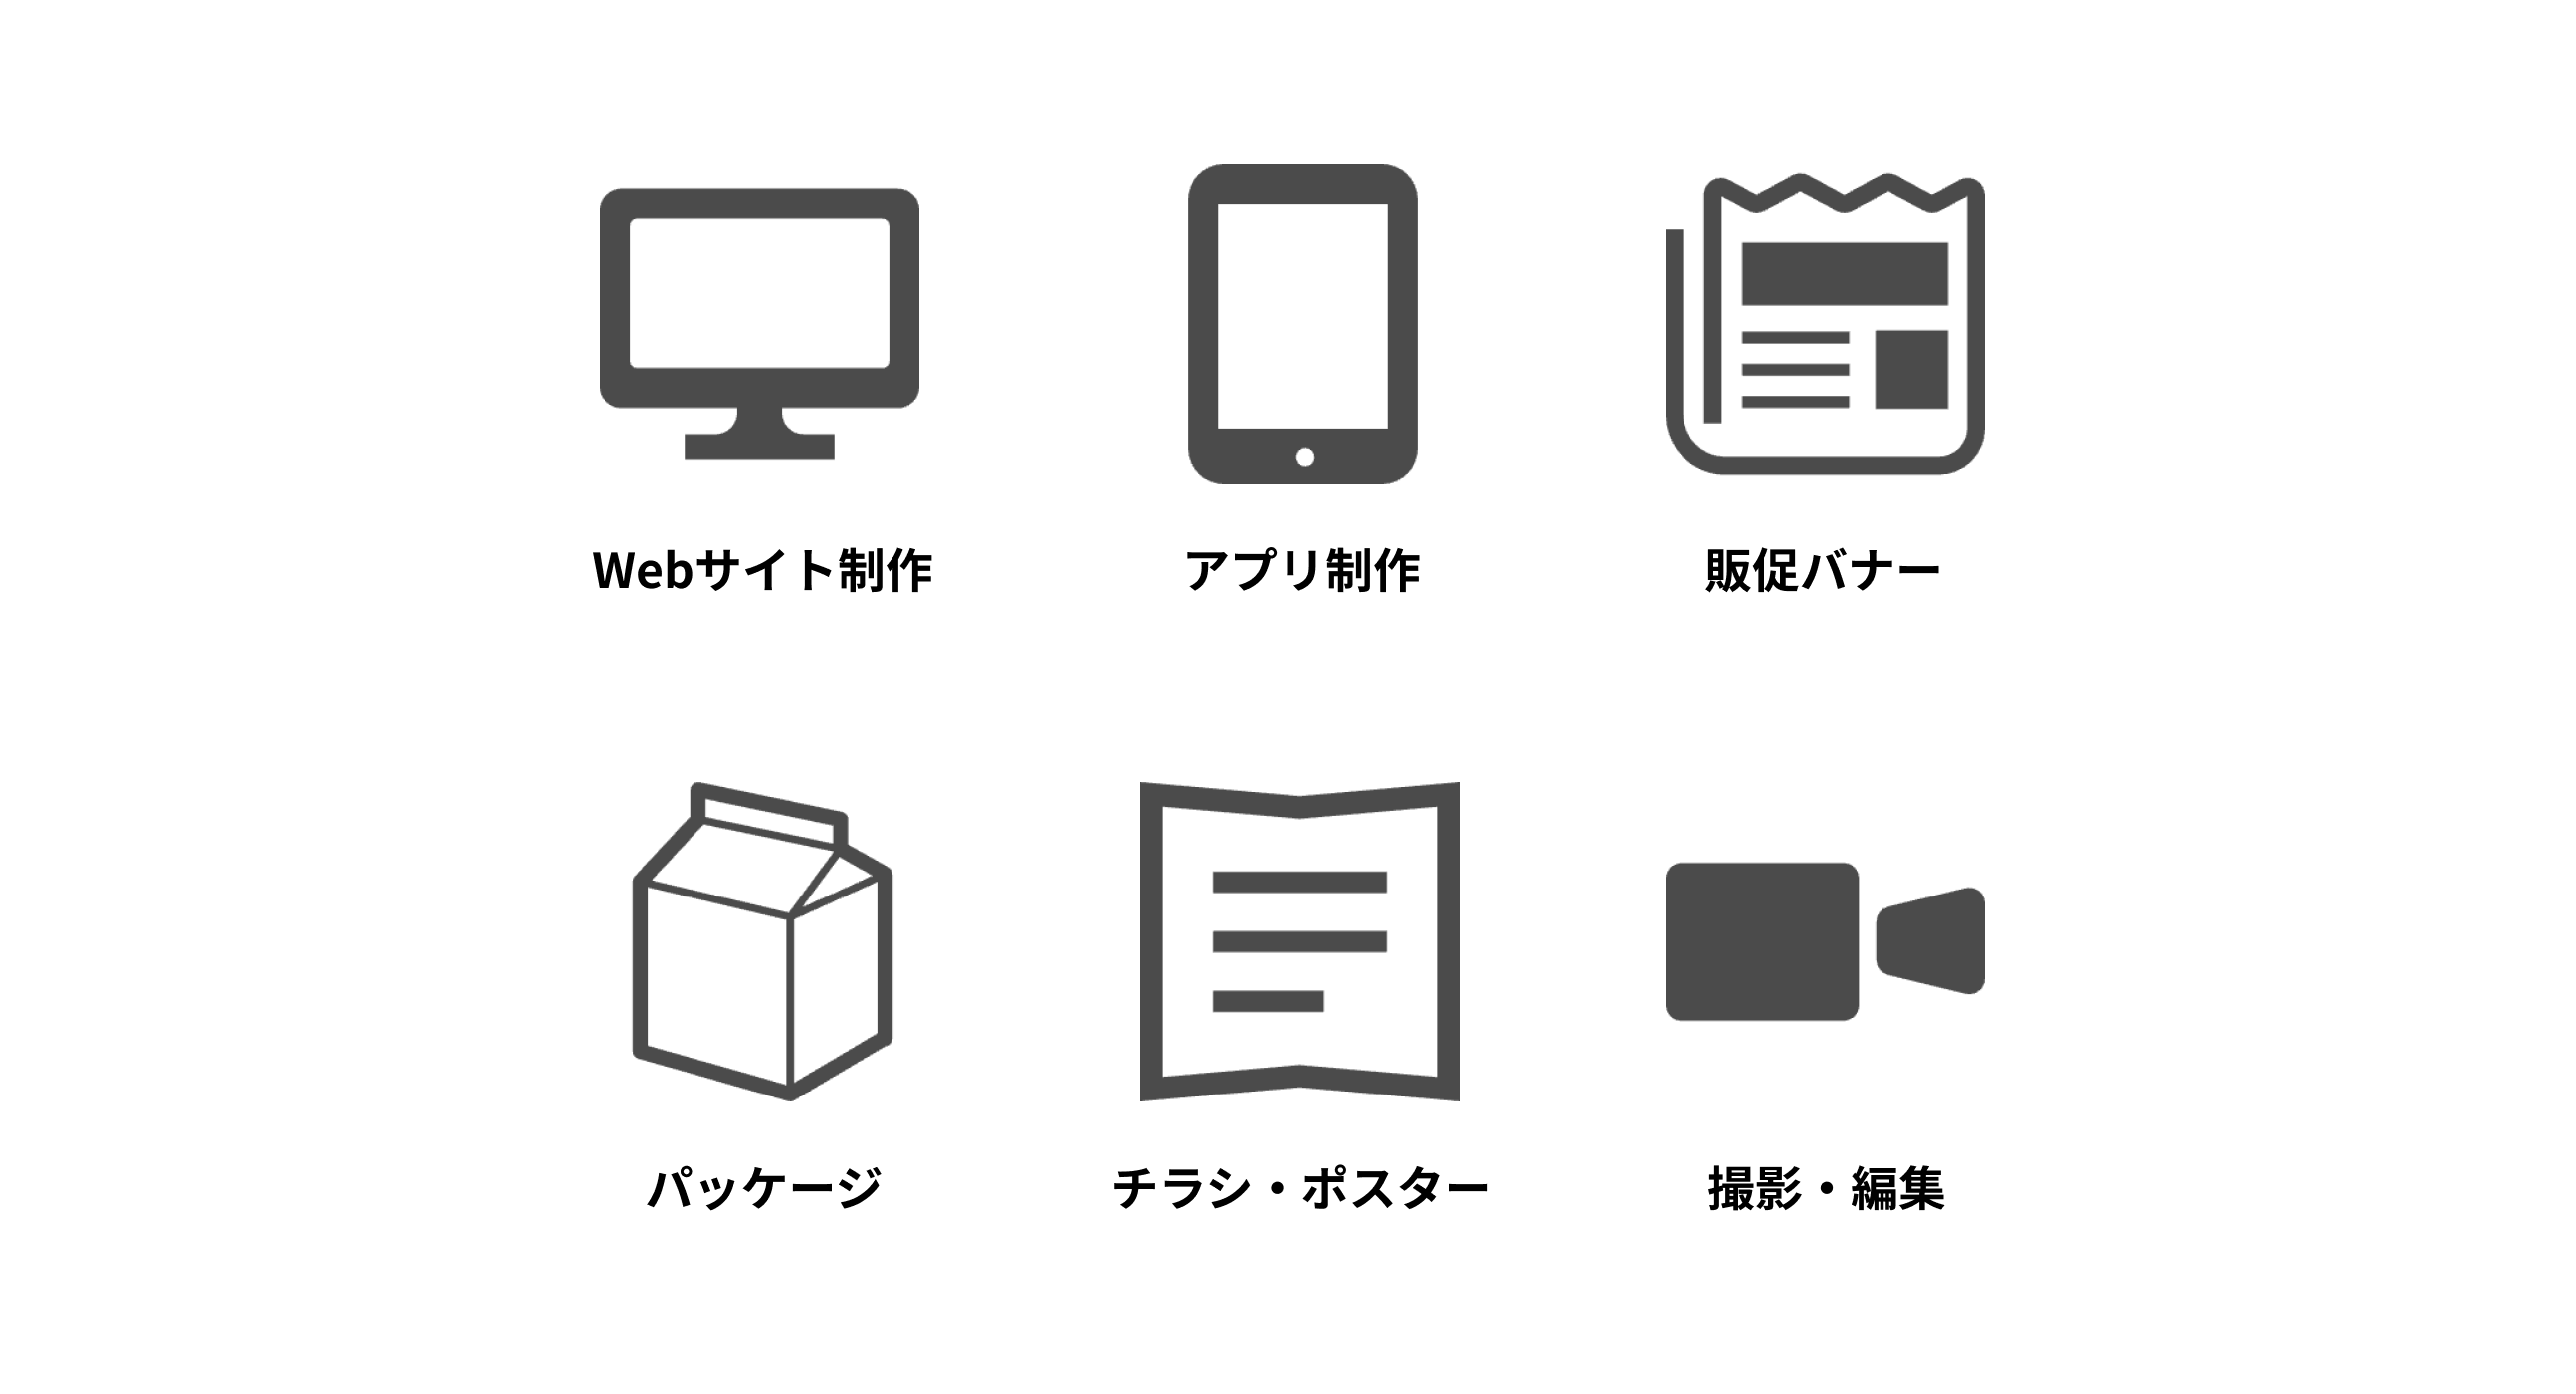 Webサイト制作
アプリ制作
販促バナー
パッケージ
チラシ・ポスター
撮影・編集